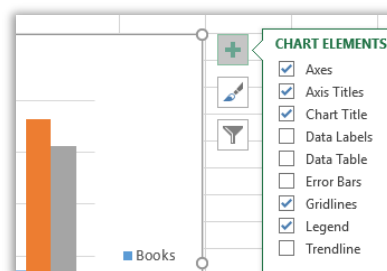 CHART ELEMENTS
Axes
Axis Titles
Chart Title
Data Labels
Data Table
Error Bars
Gridlines
Legend
Trendline
Books